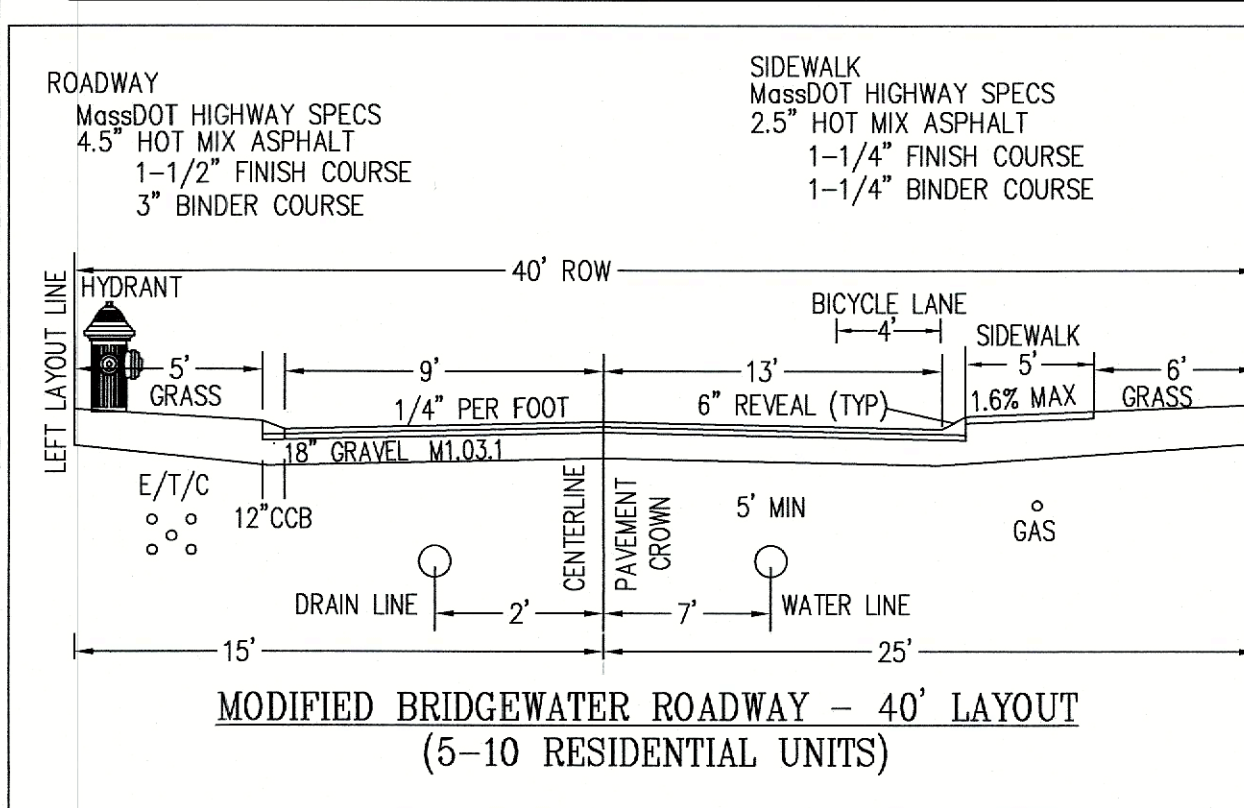 ROADWAY
MassDOT HIGHWAY SPECS
4.5" HOT MIX ASPHALT
1-1/2" FINISH COURSE
3" BINDER COURSE
SIDEWALK
MassDOT HIGHWAY SPECS
2.5" HOT MIX ASPHALT
1-1/4" FINISH COURSE
1-1/4" BINDER COURSE
LEFT LAYOUT LINE
40' ROW
HYDRANT
BICYCLE LANE
4'
SIDEWALK
5'
9'
13'
5'
6'
GRASS
1/4" PER FOOT
6" REVEAL (TYP)
1.6% MAX
GRASS
18" GRAVEL M1.03.1
E/T/C
12"CCB
CENTERLINE
PAVEMENT
CROWN
5' MIN
GAS
DRAIN LINE
2'
7'
WATER LINE
15'
25'
MODIFIED BRIDGEWATER ROADWAY - 40' LAYOUT
(5-10 RESIDENTIAL UNITS)